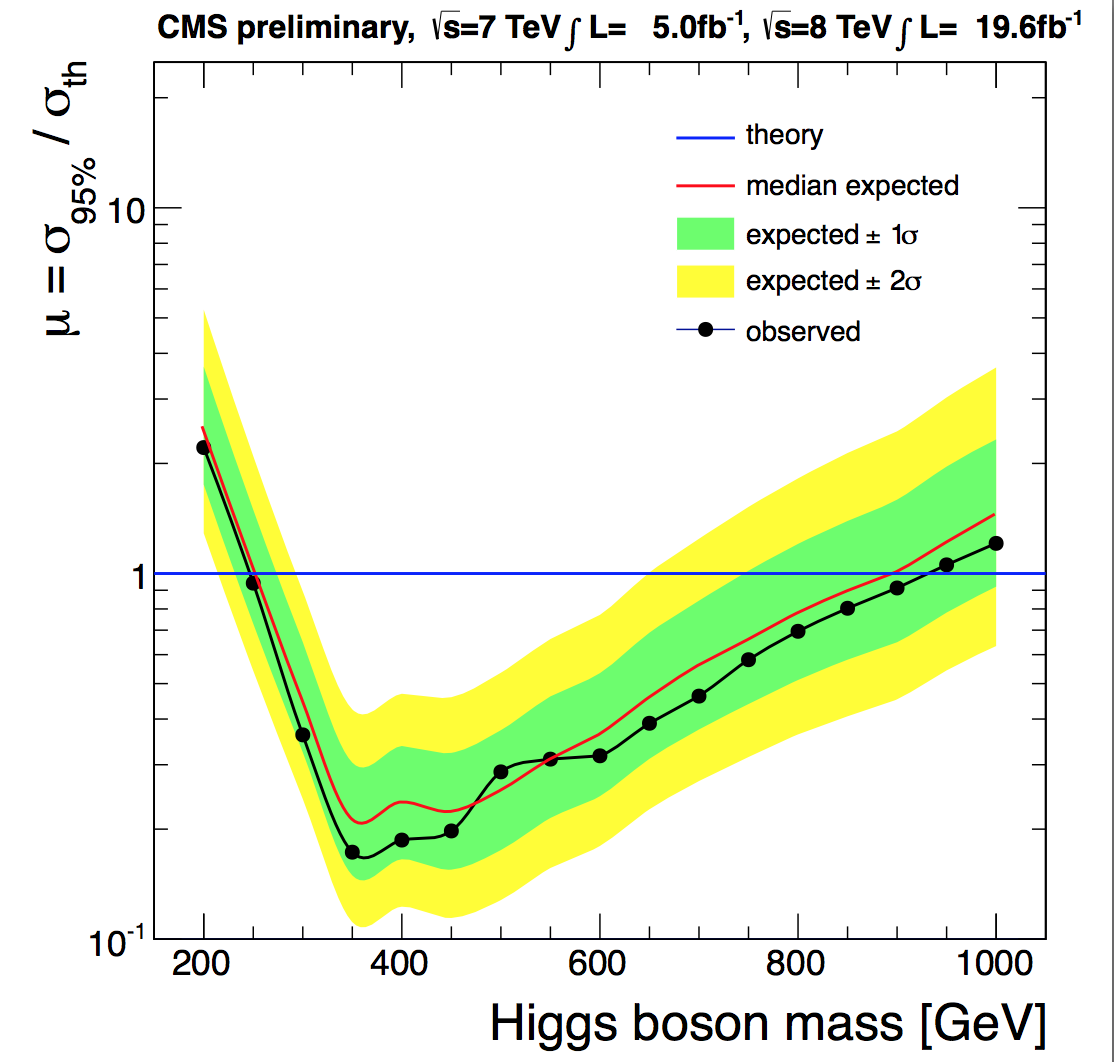 CMS preliminary, √s=7 TeV∫ L= 5.0fb⁻¹, √s=8 TeV∫ L= 19.6fb⁻¹
μ = σ95% / σth
10
1
10⁻¹
theory
median expected
expected ± 1σ
expected ± 2σ
observed
200 400 600 800 1000
Higgs boson mass [GeV]